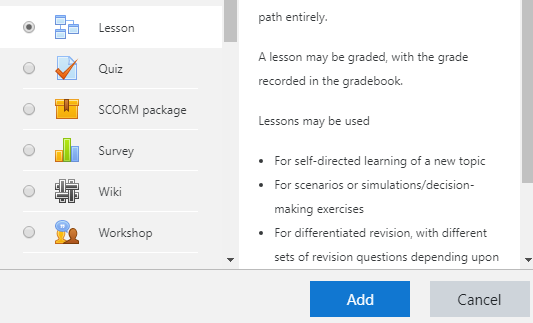 Lesson
Quiz
SCORM package
Survey
Wiki
Workshop
path entirely.
A lesson may be graded, with the grade
recorded in the gradebook.
Lessons may be used
• For self-directed learning of a new topic
• For scenarios or simulations/decision-
making exercises
• For differentiated revision, with different
sets of revision questions depending upon
Add
Cancel